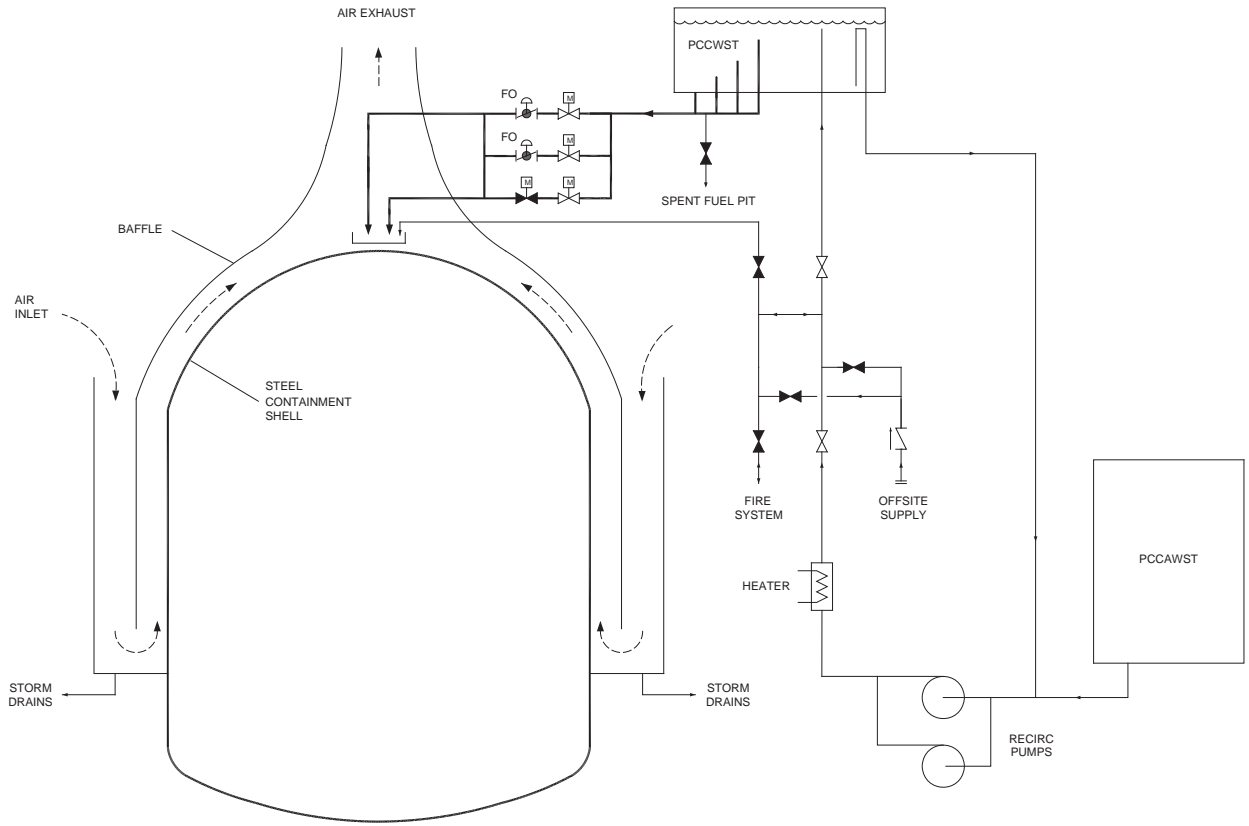 AIR EXHAUST
PCCWST
FO
M
FO
M
M
M
SPENT FUEL PIT
BAFFLE
AIR
INLET
STEEL
CONTAINMENT
SHELL
FIRE
SYSTEM
OFFSITE
SUPPLY
HEATER
PCCAWST
STORM
DRAINS
STORM
DRAINS
RECIRC
PUMPS